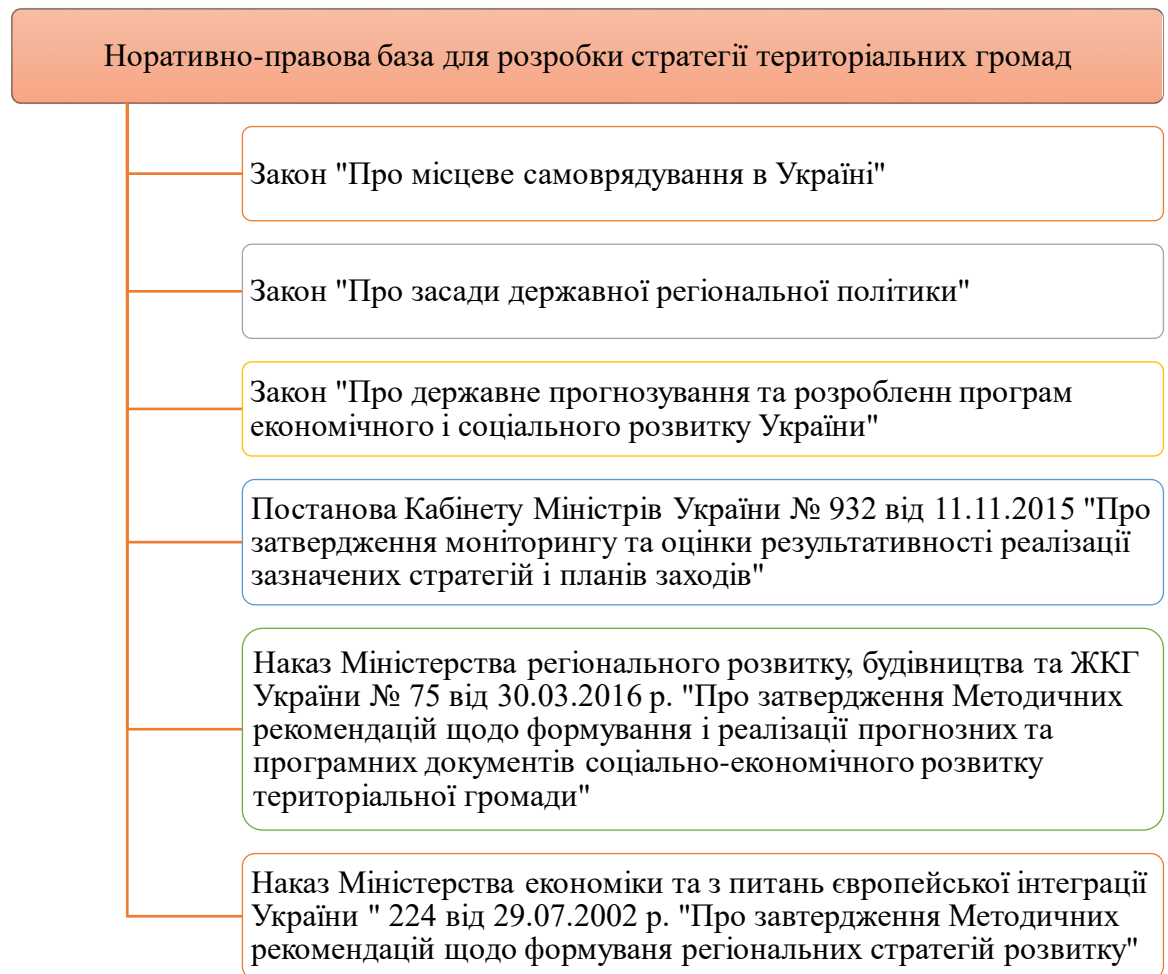 Норативно-правова база для розробки стратегії територіальних громад
Закон "Про місцеве самоврядування в Україні"
Закон "Про засади державної регіональної політики"
Закон "Про державне прогнозування та розробленн програм
економічного і соціального розвитку України"
Постанова Кабінету Міністрів України № 932 від 11.11.2015 "Про
затвердження моніторингу та оцінки результативності реалізації
зазначених стратегій і планів заходів"
Наказ Міністерства регіонального розвитку, будівництва та ЖКГ
України № 75 від 30.03.2016 р. "Про затвердження Методичних
рекомендацій щодо формування і реалізації прогнозних та
програмних документів соціально-економічного розвитку
територіальної громади"
Наказ Міністерства економіки та з питань європейської інтеграції
України " 224 від 29.07.2002 р. "Про завтердження Методичних
рекомендацій щодо формуваня регіональних стратегій розвитку"